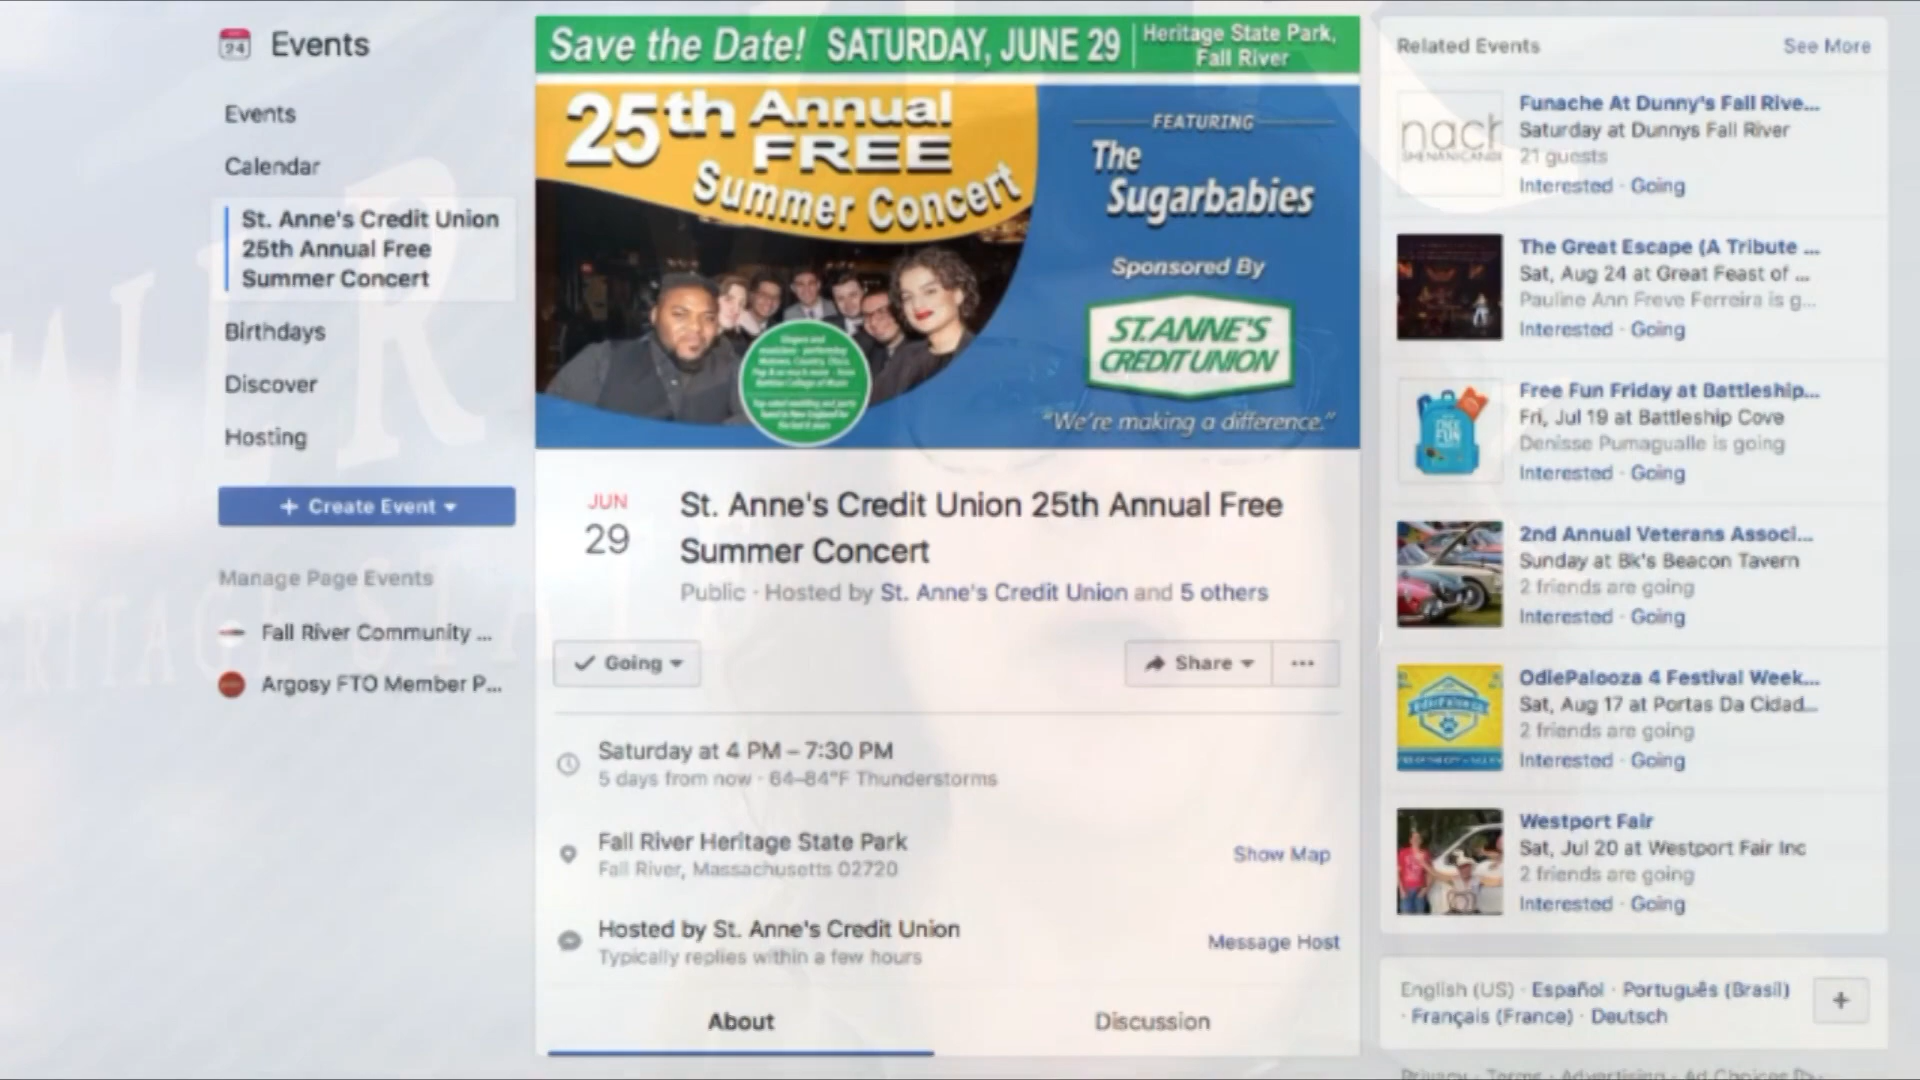 24
Events
Events
Calendar
St. Anne's Credit Union
25th Annual Free
Summer Concert
Birthdays
Discover
Hosting
+ Create Event
Manage Page Events
Fall River Community ...
Argosy FTO Member P...
Save the Date! SATURDAY, JUNE 29
Heritage State Park,
Fall River
25th Annual
FREE
Summer Concert
FEATURING
The
Sugarbabies
Sponsored By
ST. ANNE'S
CREDIT UNION
"We're making a difference."
JUN
29
St. Anne's Credit Union 25th Annual Free
Summer Concert
Public · Hosted by St. Anne's Credit Union and 5 others
Going
Share
...
Saturday at 4 PM – 7:30 PM
5 days from now · 64–84°F Thunderstorms
Fall River Heritage State Park
Fall River, Massachusetts 02720
Show Map
Hosted by St. Anne's Credit Union
Typically replies within a few hours
Message Host
About
Discussion
Related Events
See More
nach
Funache At Dunny's Fall Rive...
Saturday at Dunnys Fall River
21 guests
Interested · Going
The Great Escape (A Tribute ...
Sat, Aug 24 at Great Feast of ...
Pauline Ann Freve Ferreira is g...
Interested · Going
FREE
FUN
Free Fun Friday at Battleship...
Fri, Jul 19 at Battleship Cove
Denisse Pumagualle is going
Interested · Going
2nd Annual Veterans Associ...
Sunday at Bk's Beacon Tavern
2 friends are going
Interested · Going
OdiePalooza 4 Festival Week...
Sat, Aug 17 at Portas Da Cidad...
2 friends are going
Interested · Going
Westport Fair
Sat, Jul 20 at Westport Fair Inc
2 friends are going
Interested · Going
English (US) · Español · Português (Brasil)
· Français (France) · Deutsch
+
Privacy · Terms · Advertising · Ad Choices